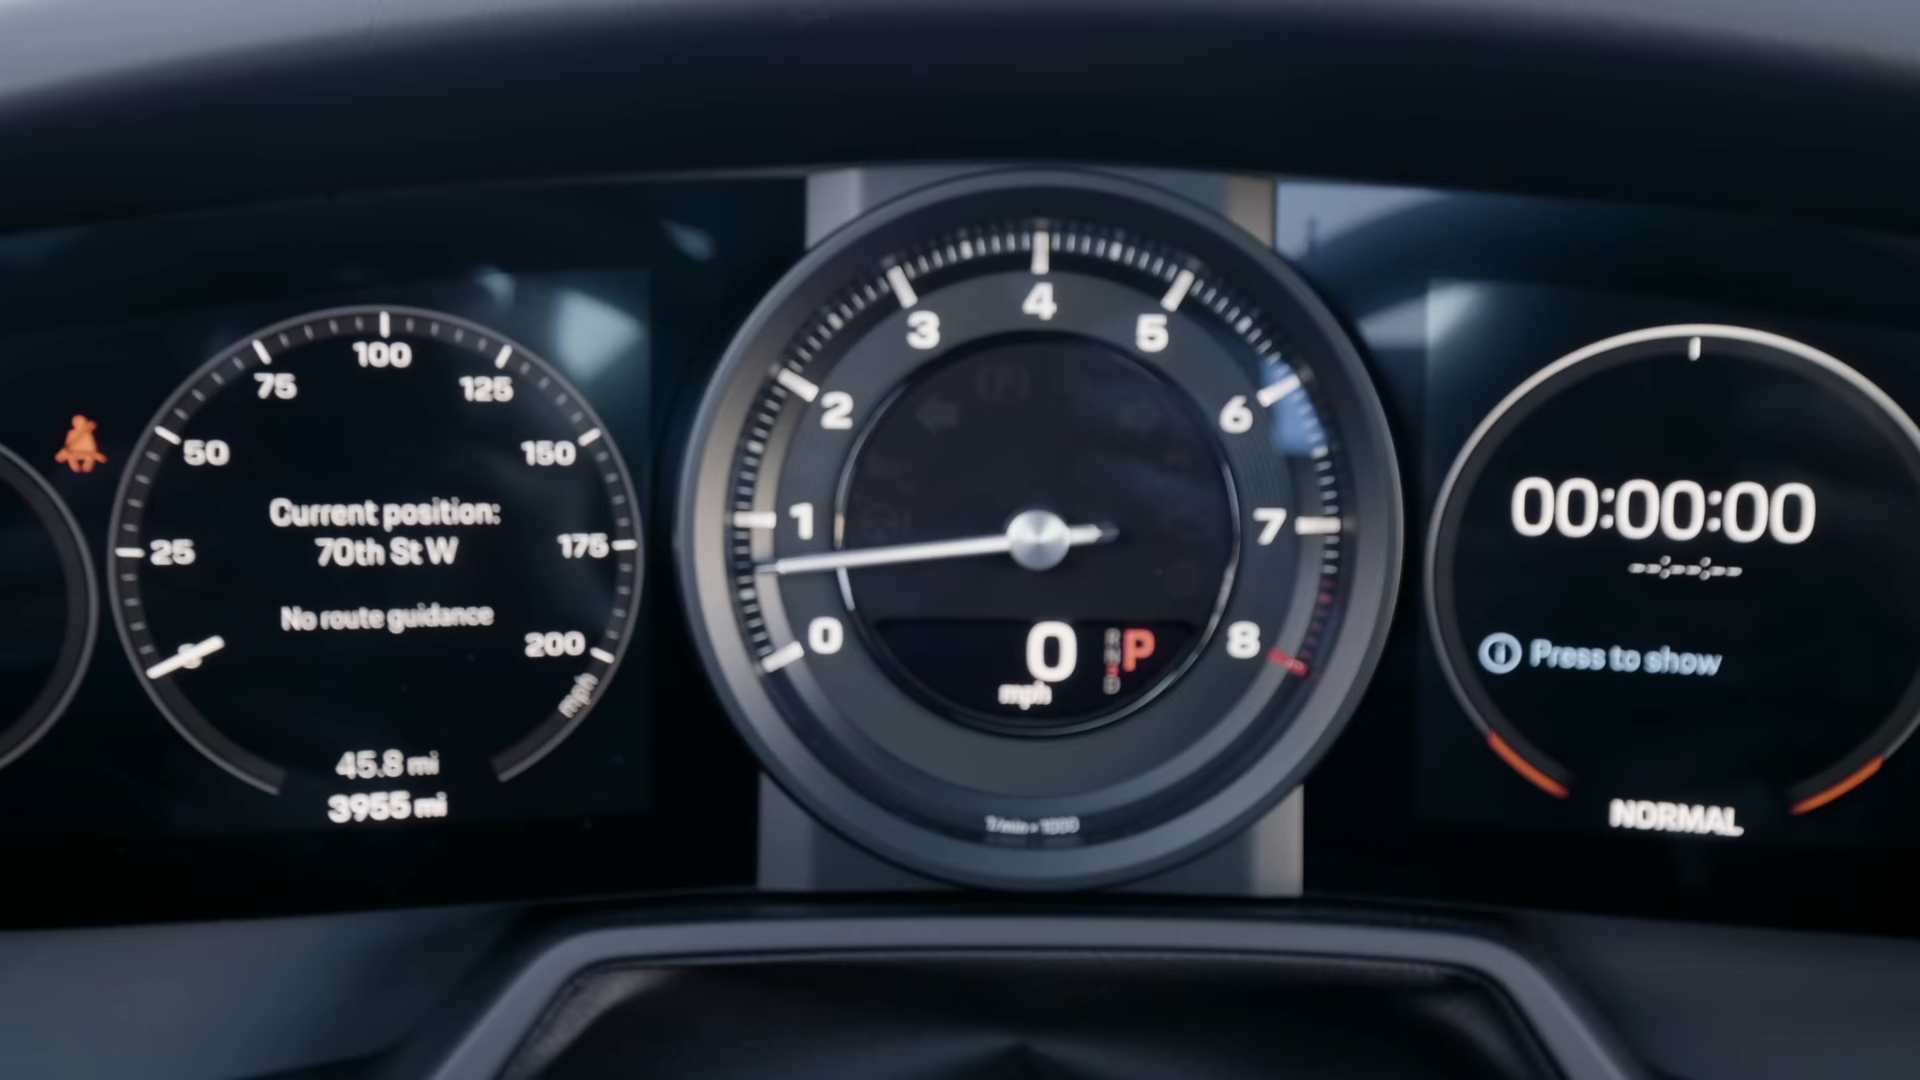 0
25
50
75
100
125
150
175
200
mph
Current position:
70th St W
No route guidance
45.8 mi
3955 mi
0
1
2
3
4
5
6
7
8
0
mph
R
N
D
P
1/min • 1000
00:00:00
--:--:--
i Press to show
NORMAL